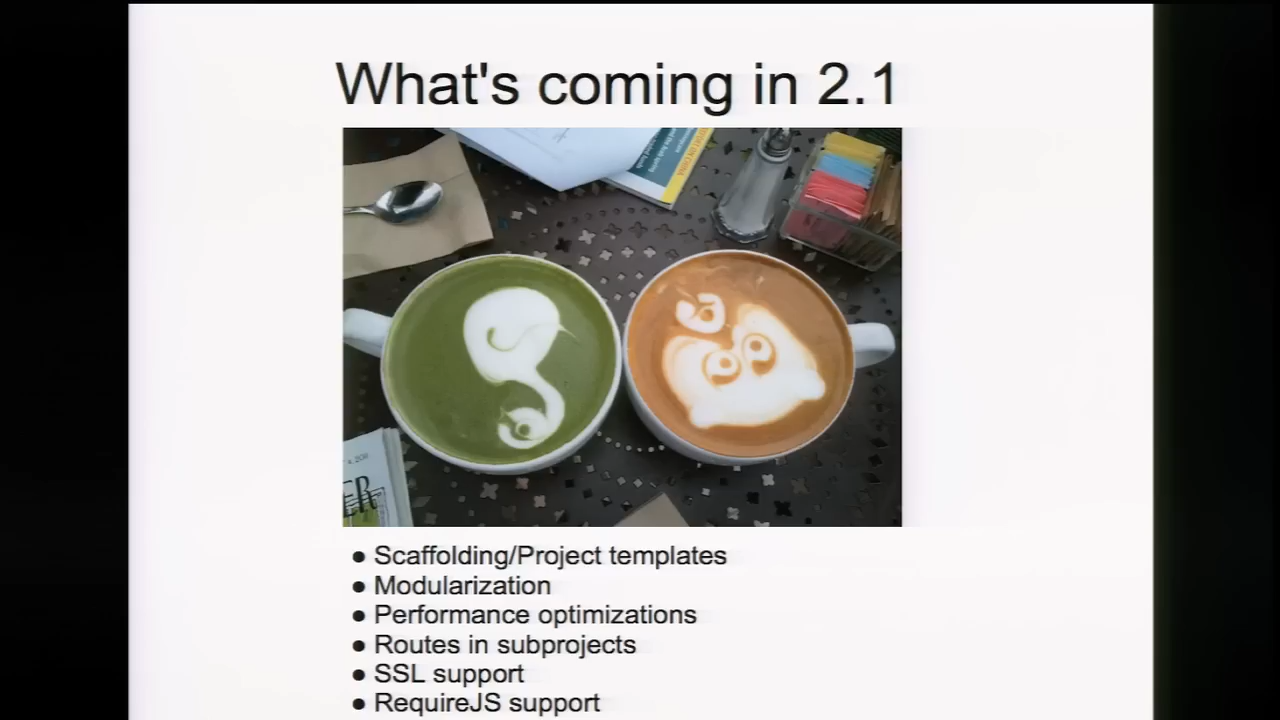 What's coming in 2.1
● Scaffolding/Project templates
● Modularization
● Performance optimizations
● Routes in subprojects
● SSL support
● RequireJS support